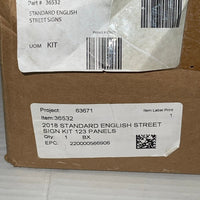 Part # 36532
STANDARD ENGLISH
STREET SIGNS
UOM KIT
Project: 63671
Item Label Print
Item:36532
1
2018 STANDARD ENGLISH STREET
SIGN KIT 123 PANELS
Qty: 1 BX
EPC: 220000566906